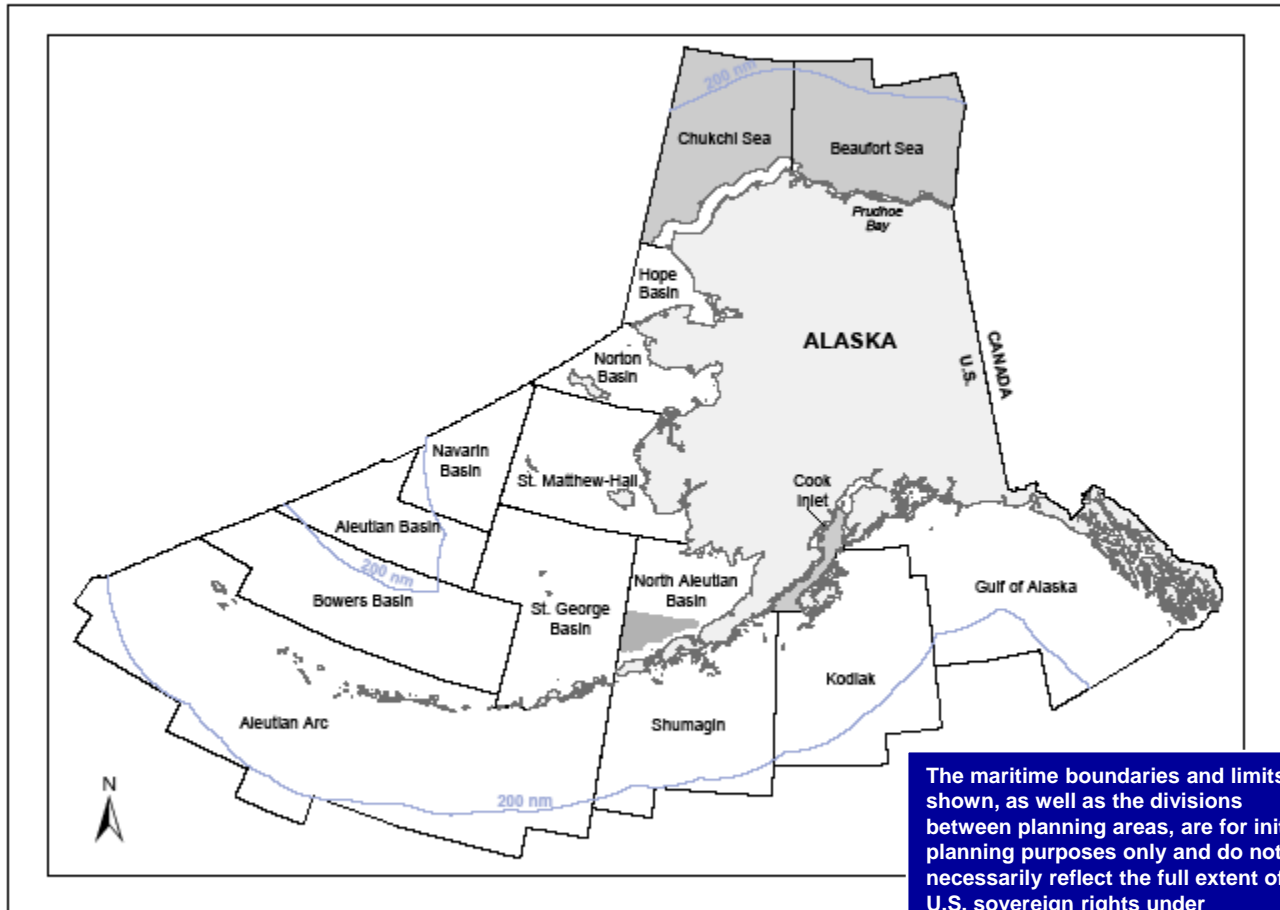 200 nm
Chukchi Sea
Beaufort Sea
Prudhoe
Bay
Hope
Basin
ALASKA
CANADA
U.S.
Norton
Basin
Navarin
Basin
St. Matthew-Hall
Cook
Inlet
Aleutian Basin
200 nm
Bowers Basin
St. George
Basin
North Aleutian
Basin
Gulf of Alaska
Kodiak
Aleutian Arc
Shumagin
N
200 nm
The maritime boundaries and limits
shown, as well as the divisions
between planning areas, are for
planning purposes only and do not
necessarily reflect the full extent of
U.S. sovereign rights under